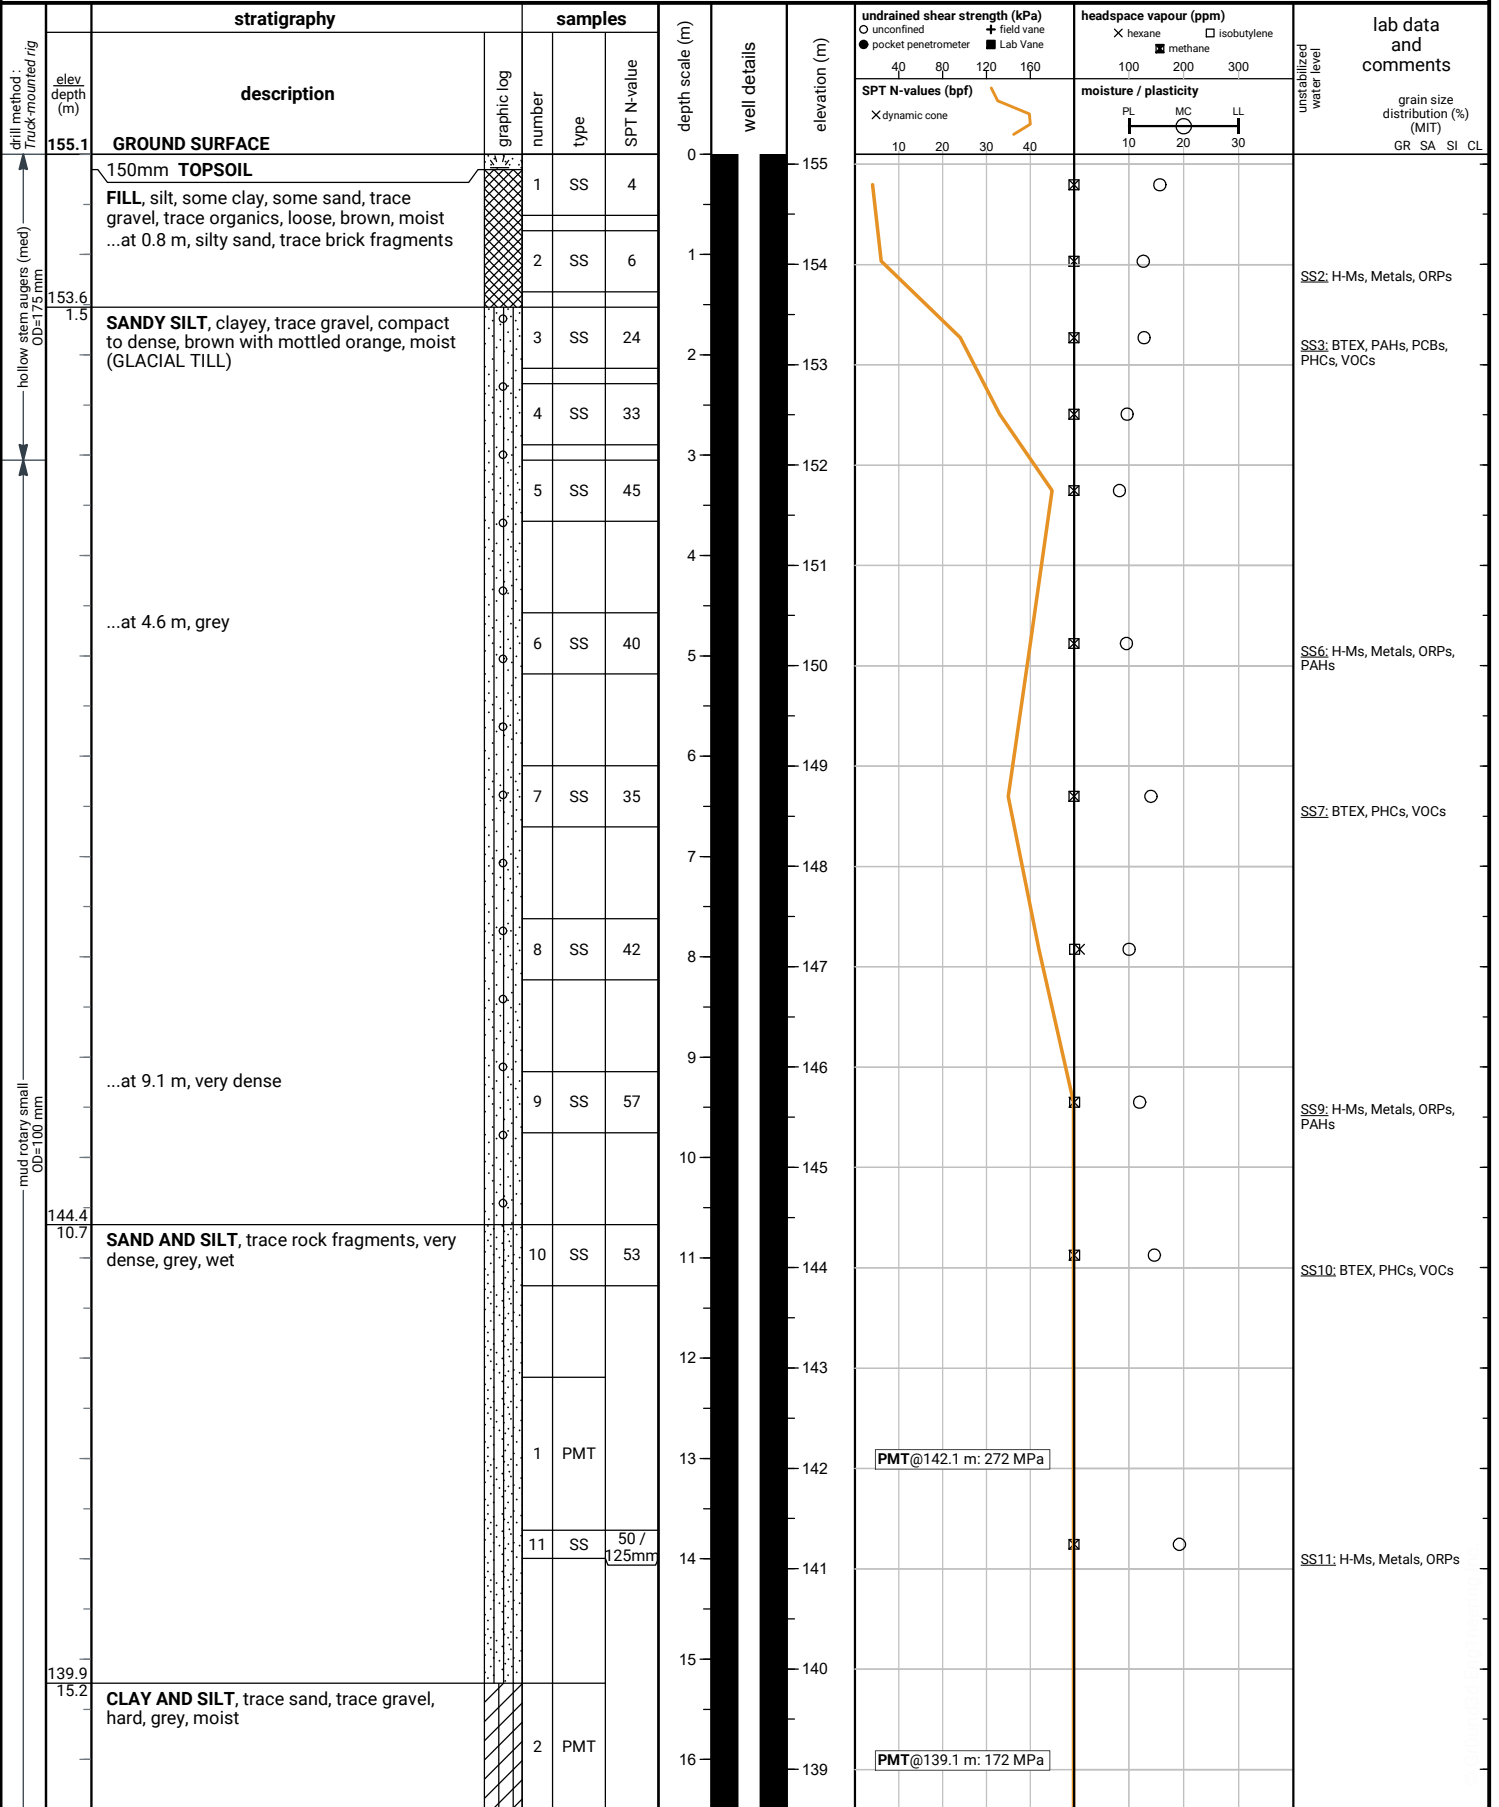 stratigraphy
samples
drill method :
Truck-mounted rig
elev
depth
(m)
description
graphic log
number
type
SPT N-value
depth scale (m)
well details
elevation (m)
undrained shear strength (kPa)
unconfined
field vane
pocket penetrometer
Lab Vane
40 80 120 160
SPT N-values (bpf)
dynamic cone
10 20 30 40
headspace vapour (ppm)
hexane
isobutylene
methane
100 200 300
moisture / plasticity
PL MC LL
10 20 30
unstabilized
water level
lab data
and
comments
grain size
distribution (%)
(MIT)
GR SA SI CL
155.1 GROUND SURFACE
hollow stem augers (med)
OD=175 mm
mud rotary small
OD=100 mm
150mm TOPSOIL
FILL, silt, some clay, some sand, trace
gravel, trace organics, loose, brown, moist
...at 0.8 m, silty sand, trace brick fragments
153.6
1.5
SANDY SILT, clayey, trace gravel, compact
to dense, brown with mottled orange, moist
(GLACIAL TILL)
...at 4.6 m, grey
...at 9.1 m, very dense
144.4
10.7
SAND AND SILT, trace rock fragments, very
dense, grey, wet
139.9
15.2
CLAY AND SILT, trace sand, trace gravel,
hard, grey, moist
1 SS 4
2 SS 6
3 SS 24
4 SS 33
5 SS 45
6 SS 40
7 SS 35
8 SS 42
9 SS 57
10 SS 53
1 PMT
11 SS 50 /
125mm
2 PMT
0
1
2
3
4
5
6
7
8
9
10
11
12
13
14
15
16
155
154
153
152
151
150
149
148
147
146
145
144
143
142
141
140
139
PMT@142.1 m: 272 MPa
PMT@139.1 m: 172 MPa
SS2: H-Ms, Metals, ORPs
SS3: BTEX, PAHs, PCBs,
PHCs, VOCs
SS6: H-Ms, Metals, ORPs,
PAHs
SS7: BTEX, PHCs, VOCs
SS9: H-Ms, Metals, ORPs,
PAHs
SS10: BTEX, PHCs, VOCs
SS11: H-Ms, Metals, ORPs